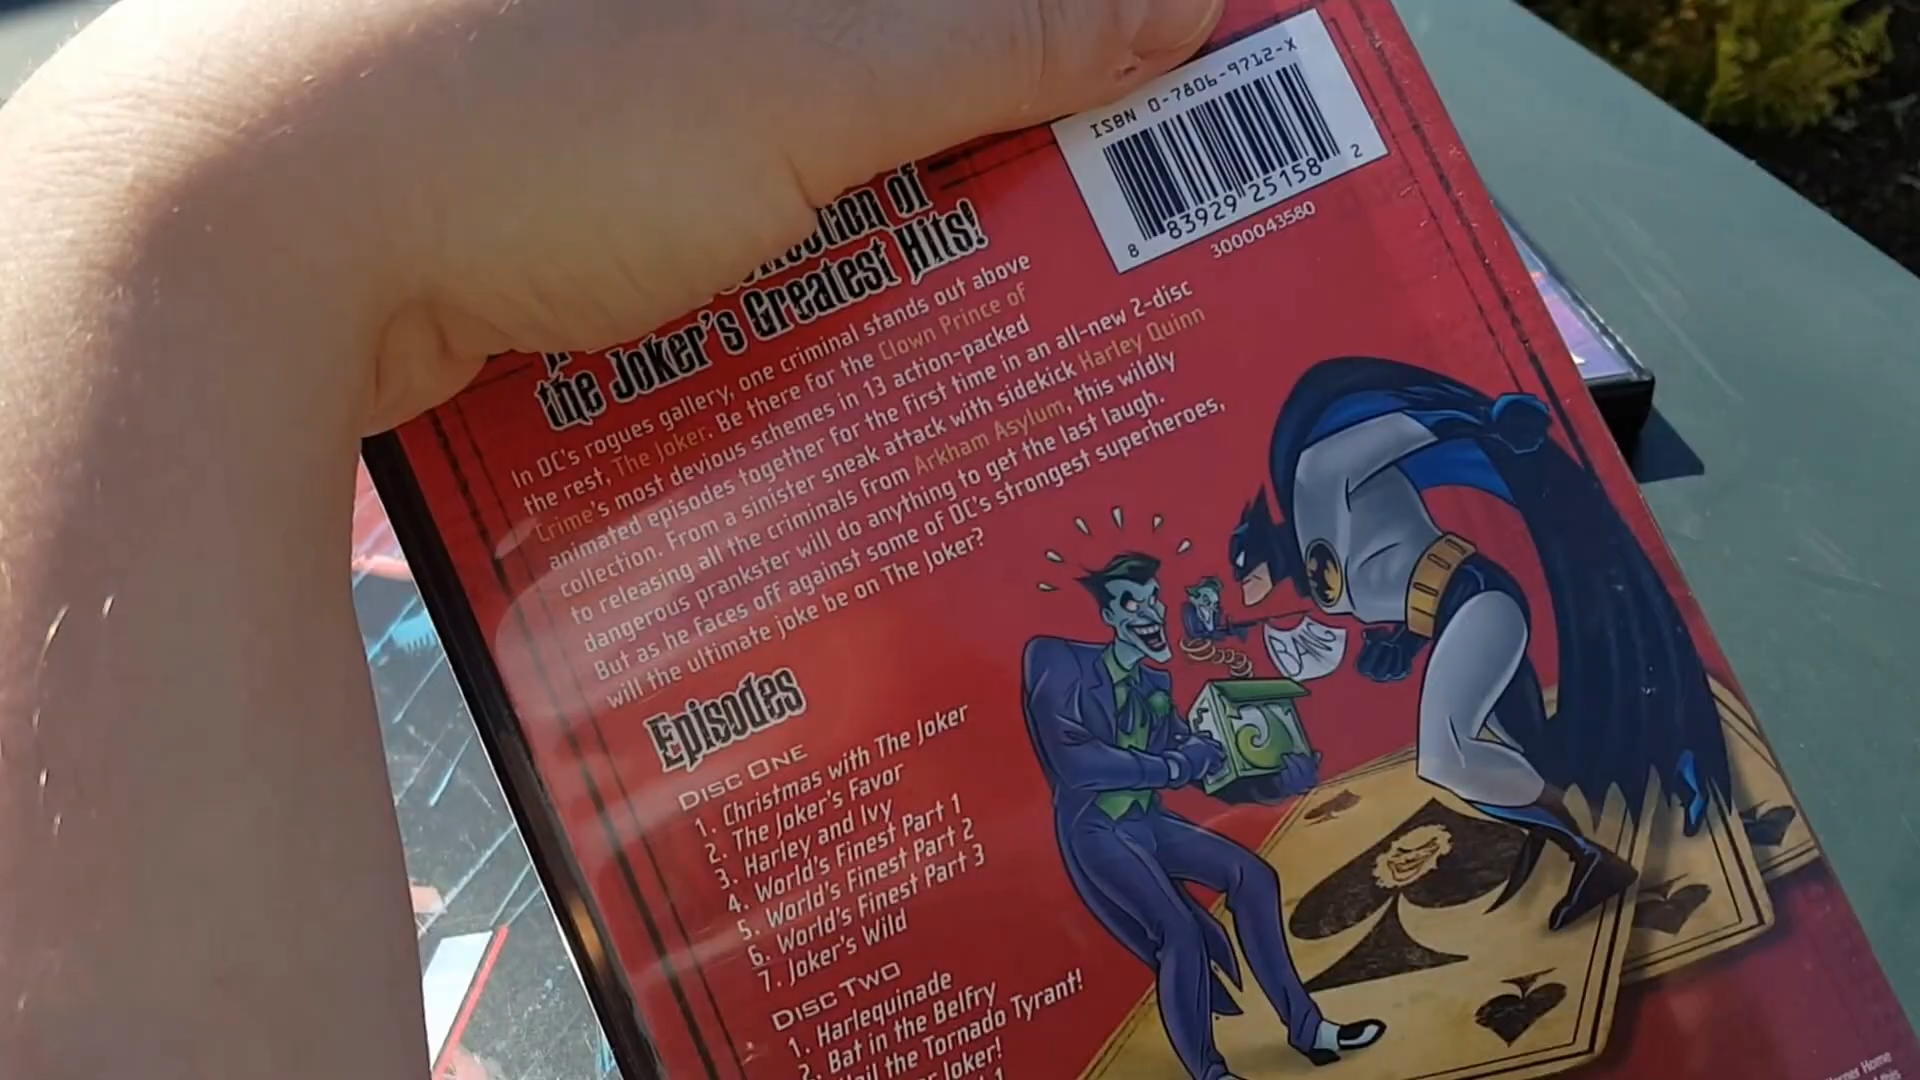 ISBN 0-7806-9712-X
8 83929 25158 2
3000043580
of
the Joker's Greatest Hits!
In DC's rogues gallery, one criminal stands out above
the rest, The Joker. Be there for the Clown Prince of
Crime's most devious schemes in 13 action-packed
animated episodes together for the first time in an all-new 2-disc
collection. From a sinister sneak attack with sidekick Harley Quinn
to releasing all the criminals from Arkham Asylum, this wildly
dangerous prankster will do anything to get the last laugh.
But as he faces off against some of DC's strongest superheroes,
will the ultimate joke be on The Joker?
BANG
Episodes
DISC ONE
1. Christmas with The Joker
2. The Joker's Favor
3. Harley and Ivy
4. World's Finest Part 1
5. World's Finest Part 2
6. World's Finest Part 3
7. Joker's Wild
DISC TWO
1. Harlequinade
2. Bat in the Belfry
the Tornado Tyrant!
Joker!
1
Home